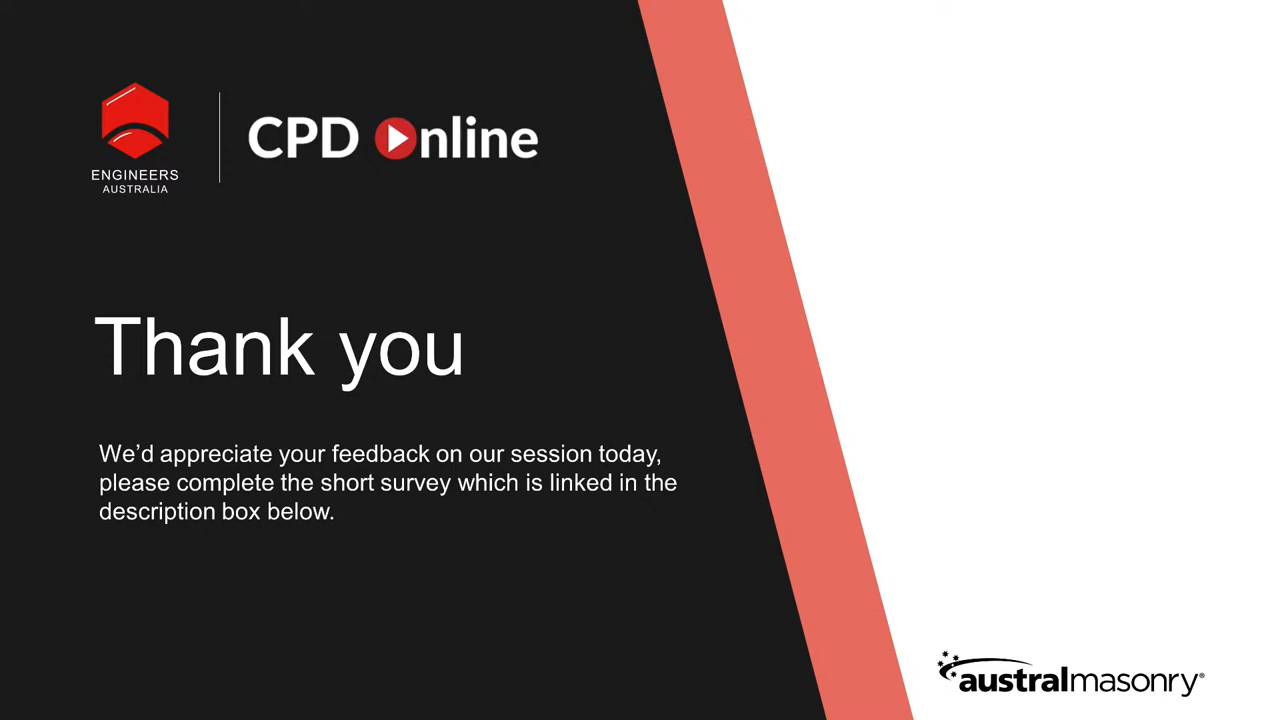 ENGINEERS
AUSTRALIA
CPD Online
Thank you
We’d appreciate your feedback on our session today,
please complete the short survey which is linked in the
description box below.
australmasonry®